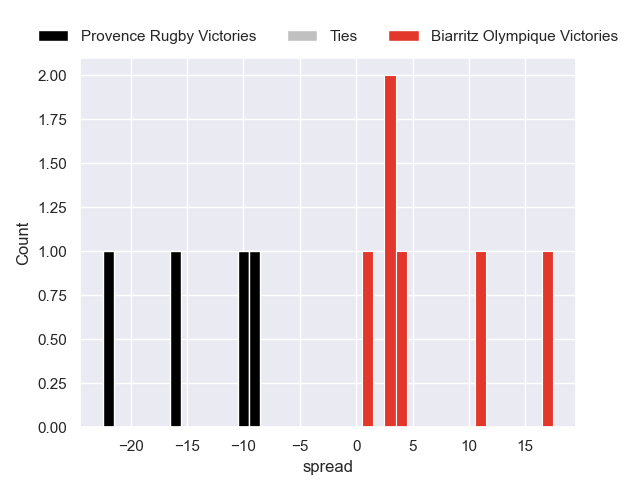 Provence Rugby Victories Ties Biarritz Olympique Victories
2.00
1.75
1.50
1.25
1.00
0.75
0.50
0.25
0.00
Count
−20 −15 −10 −5 0 5 10 15
spread